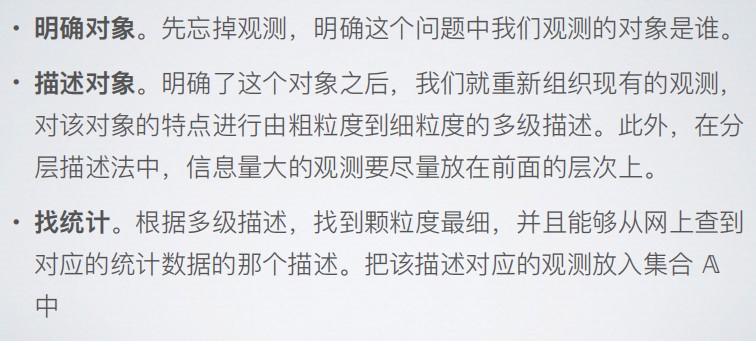 • 明确对象。先忘掉观测，明确这个问题中我们观测的对象是谁。
• 描述对象。明确了这个对象之后，我们就重新组织现有的观测，
对该对象的特点进行由粗粒度到细粒度的多级描述。此外，在分
层描述法中，信息量大的观测要尽量放在前面的层次上。
• 找统计。根据多级描述，找到颗粒度最细，并且能够从网上查到
对应的统计数据的那个描述。把该描述对应的观测放入集合 𝔸
中